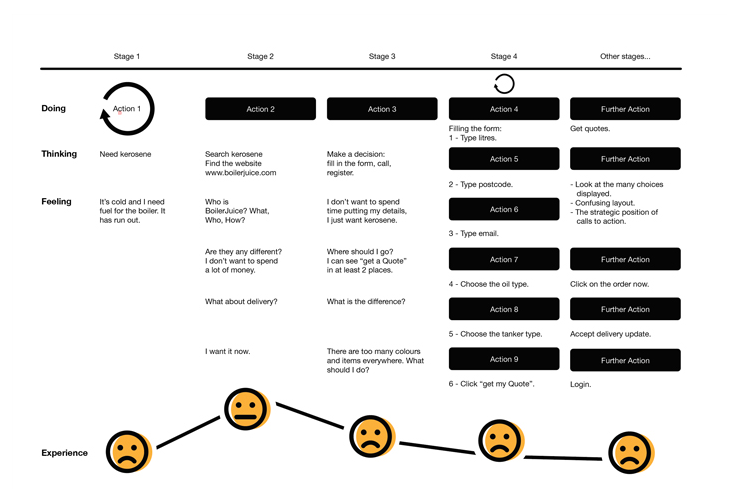 Stage 1
Stage 2
Stage 3
Stage 4
Other stages...
Doing
Action 1
Action 2
Action 3
Action 4
Further Action
Filling the form:
1 - Type litres.
Get quotes.
Thinking
Need kerosene
Search kerosene
Find the website
www.boilerjuice.com
Make a decision:
fill in the form, call,
register.
Action 5
Further Action
2 - Type postcode.
- Look at the many choices
displayed.
- Confusing layout.
- The strategic position of
calls to action.
Feeling
It's cold and I need
fuel for the boiler. It
has run out.
Who is
BoilerJuice? What,
Who, How?
I don't want to spend
time putting my details,
I just want kerosene.
Action 6
3 - Type email.
Are they any different?
I don't want to spend
a lot of money.
Where should I go?
I can see “get a Quote”
in at least 2 places.
Action 7
Further Action
4 - Choose the oil type.
Click on the order now.
What about delivery?
What is the difference?
Action 8
Further Action
5 - Choose the tanker type.
Accept delivery update.
I want it now.
There are too many colours
and items everywhere. What
should I do?
Action 9
Further Action
6 - Click “get my Quote”.
Login.
Experience